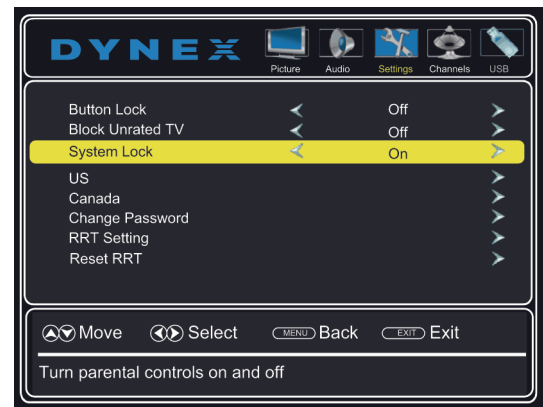 DYNEX
Picture Audio Settings Channels USB
Button Lock Off
Block Unrated TV Off
System Lock On
US
Canada
Change Password
RRT Setting
Reset RRT
Move Select MENU Back EXIT Exit
Turn parental controls on and off